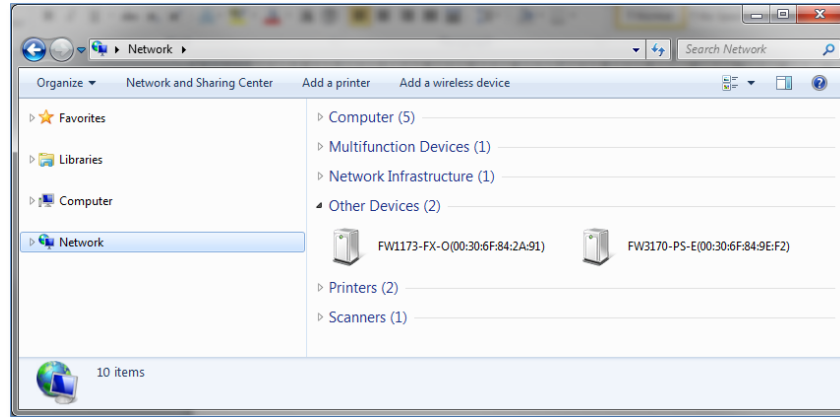 Network
Search Network
Organize
Network and Sharing Center
Add a printer
Add a wireless device
Favorites
Libraries
Computer
Network
Computer (5)
Multifunction Devices (1)
Network Infrastructure (1)
Other Devices (2)
FW1173-FX-O(00:30:6F:84:2A:91)
FW3170-PS-E(00:30:6F:84:9E:F2)
Printers (2)
Scanners (1)
10 items